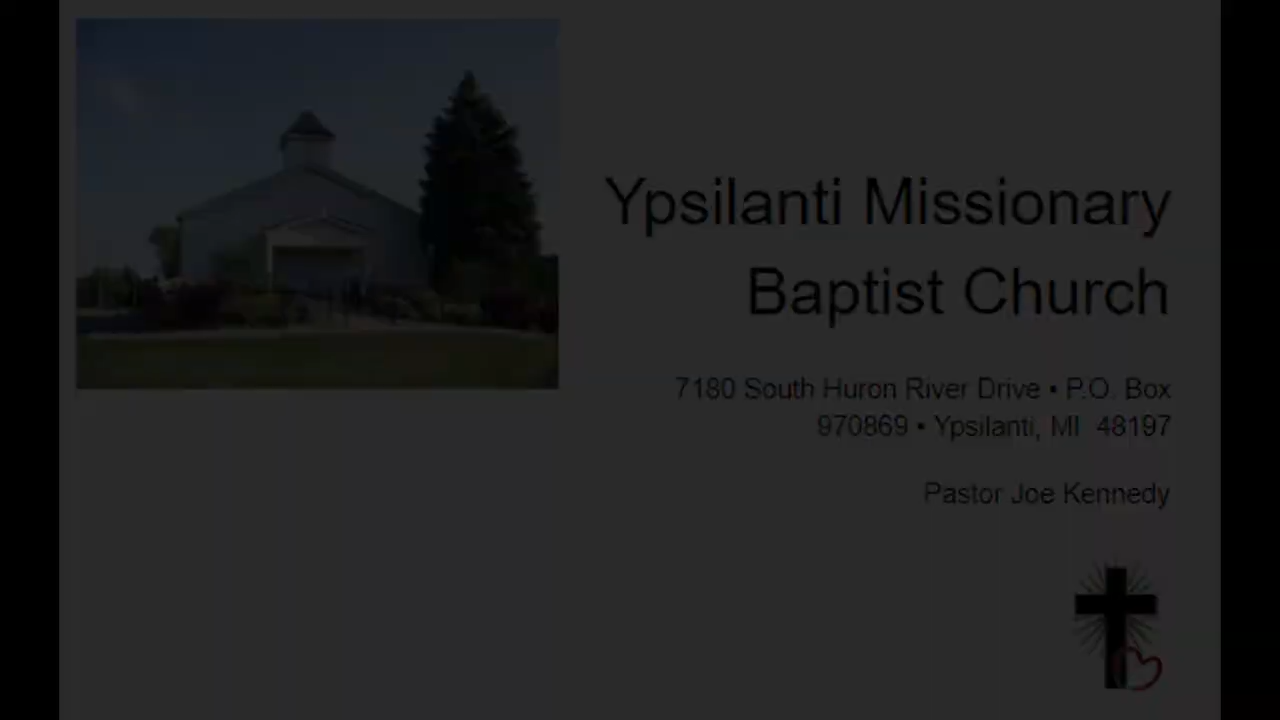 Ypsilanti Missionary
Baptist Church
7180 South Huron River Drive • P.O. Box
970869 • Ypsilanti, MI  48197
Pastor Joe Kennedy